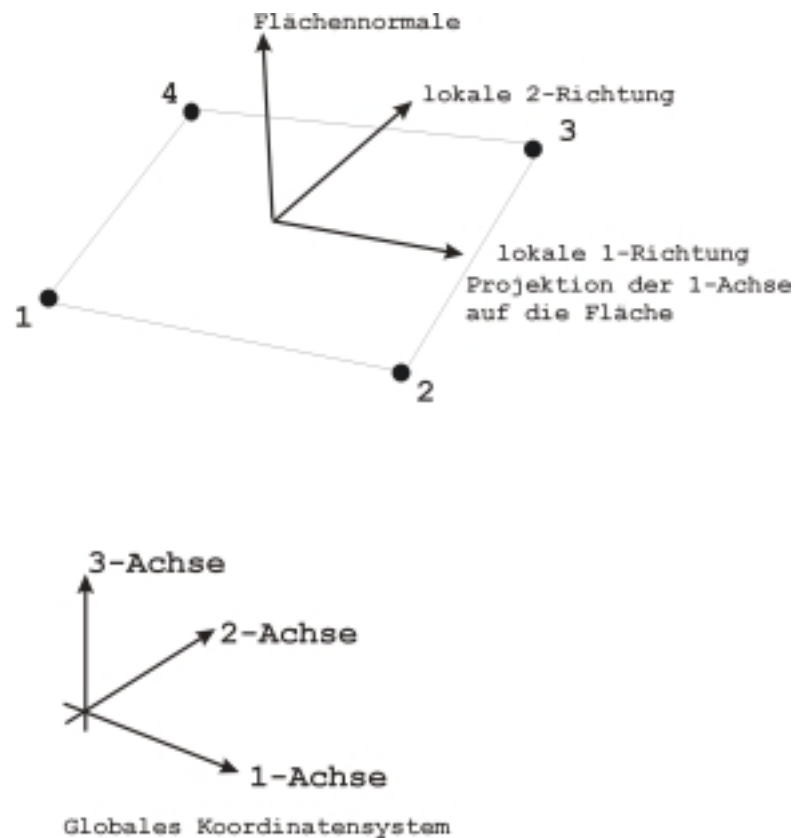 Flächennormale
4
lokale 2-Richtung
3
lokale 1-Richtung
Projektion der 1-Achse
auf die Fläche
1
2
3-Achse
2-Achse
1-Achse
Globales Koordinatensystem